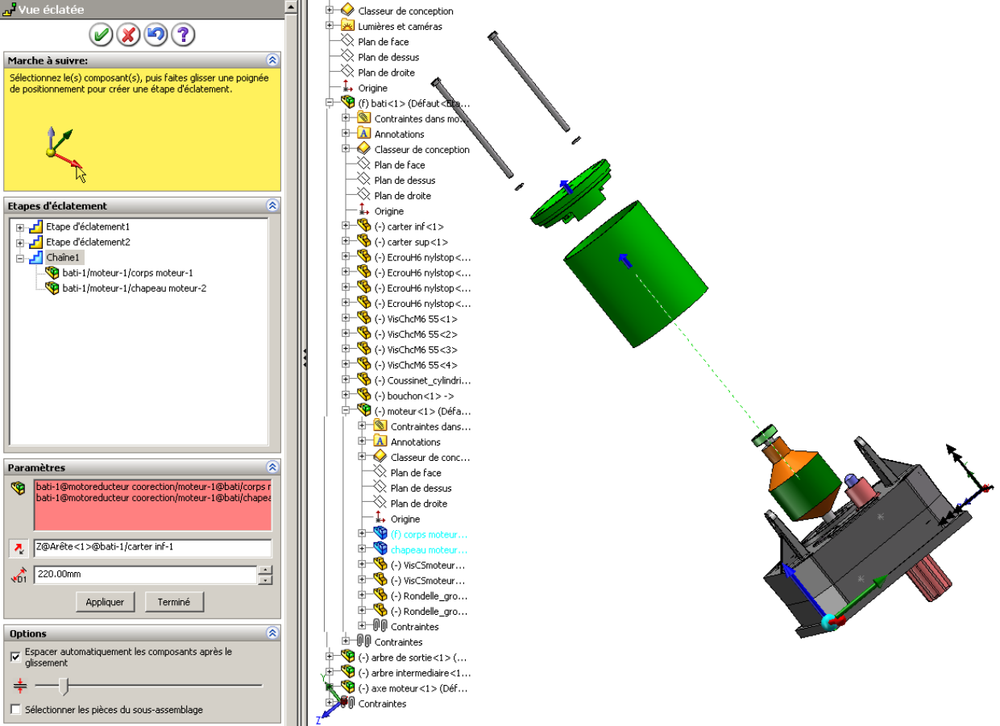 Vue éclatée
Marche à suivre:
Sélectionnez le(s) composant(s), puis faites glisser une poignée
de positionnement pour créer une étape d'éclatement.
Etapes d'éclatement
Etape d'éclatement1
Etape d'éclatement2
Chaîne1
bati-1/moteur-1/corps moteur-1
bati-1/moteur-1/chapeau moteur-2
Paramètres
bati-1@motoreducteur coorection/moteur-1@bati/corps r
bati-1@motoreducteur coorection/moteur-1@bati/chapea
Z@Arête<1>@bati-1/carter inf-1
D1
220.00mm
Appliquer
Terminé
Options
Espacer automatiquement les composants après le
glissement
Sélectionner les pièces du sous-assemblage
Classeur de conception
Lumières et caméras
Plan de face
Plan de dessus
Plan de droite
Origine
(f) bati<1> (Défaut<Eta...
Contraintes dans mo...
A Annotations
Classeur de conception
Plan de face
Plan de dessus
Plan de droite
Origine
(-) carter inf<1>
(-) carter sup<1>
(-) EcrouH6 nylstop<...
(-) EcrouH6 nylstop<...
(-) EcrouH6 nylstop<...
(-) EcrouH6 nylstop<...
(-) VisChcM6 55<1>
(-) VisChcM6 55<2>
(-) VisChcM6 55<3>
(-) VisChcM6 55<4>
(-) Coussinet_cylindri...
(-) bouchon<1> ->
(-) moteur<1> (Défa...
Contraintes dans...
A Annotations
Classeur de conc...
Plan de face
Plan de dessus
Plan de droite
Origine
(f) corps moteur...
chapeau moteur...
(-) VisCSmoteur...
(-) VisCSmoteur...
(-) Rondelle_gro...
(-) Rondelle_gro...
Contraintes
Contraintes
(-) arbre de sortie<1> (...
(-) arbre intermediaire<1...
(-) axe moteur<1> (Déf...
Contraintes
Y
Z